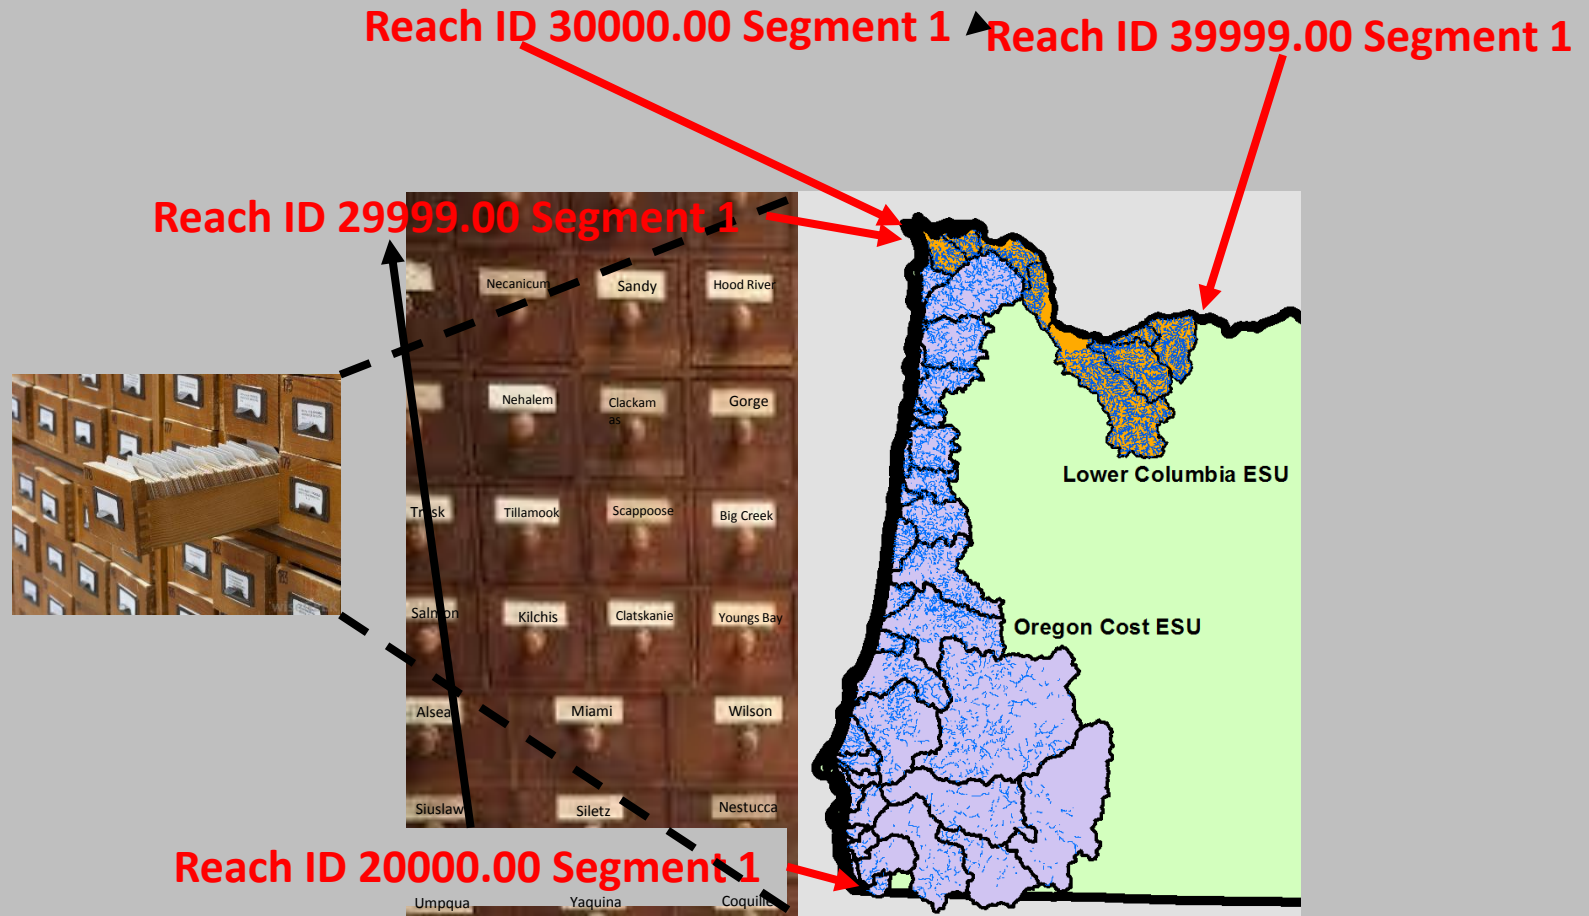 Reach ID 30000.00 Segment 1
Reach ID 39999.00 Segment 1
Reach ID 29999.00 Segment 1
Necanicum
Sandy
Hood River
Nehalem
Clackam
as
Gorge
Trask
Tillamook
Scappoose
Big Creek
Salmon
Kilchis
Clatskanie
Youngs Bay
Alsea
Miami
Wilson
Siuslaw
Siletz
Nestucca
Reach ID 20000.00 Segment 1
Umpqua
Yaquina
Coquille
Lower Columbia ESU
Oregon Cost ESU
175
179